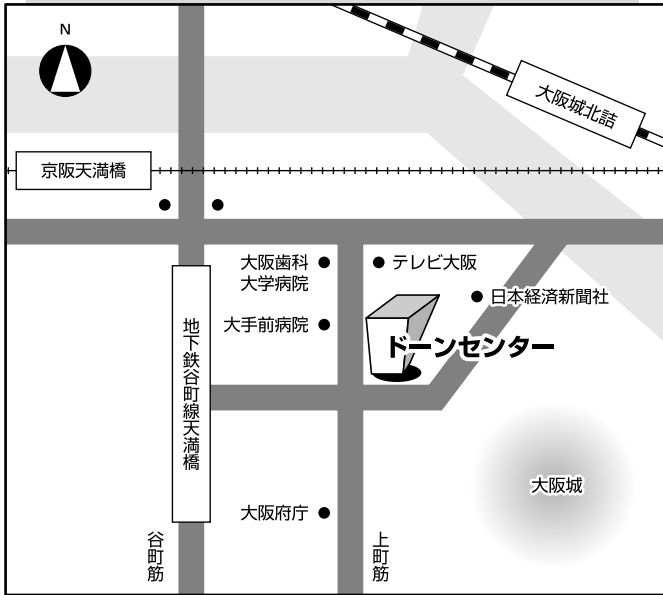 N
大阪城北詰
京阪天満橋
大阪歯科
大学病院
テレビ大阪
日本経済新聞社
大手前病院
ドーンセンター
地下鉄谷町線天満橋
大阪城
大阪府庁
谷町筋
上町筋